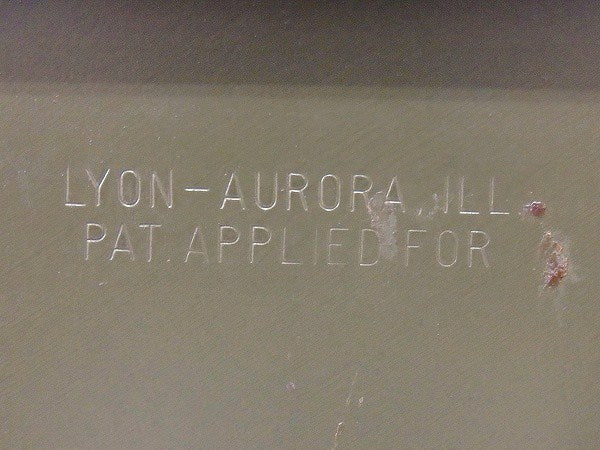 LYON-AURORA, ILL.
PAT. APPLIED FOR